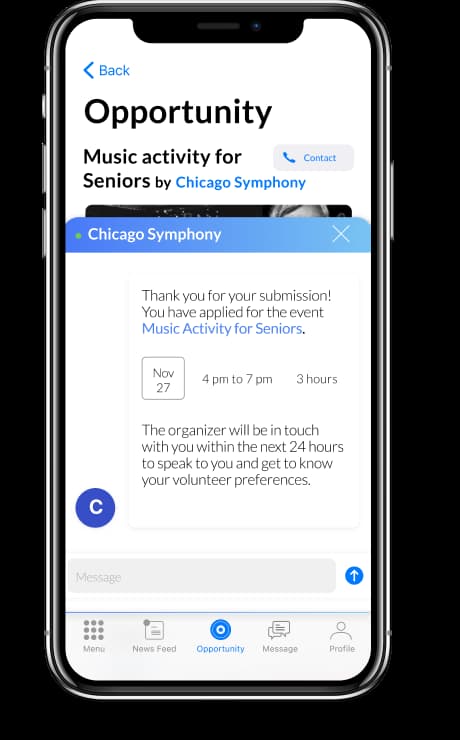 Back
Opportunity
Music activity for
Contact
Seniors by Chicago Symphony
Chicago Symphony
Thank you for your submission!
You have applied for the event
Music Activity for Seniors.
Nov
27
4 pm to 7 pm
3 hours
The organizer will be in touch
with you within the next 24 hours
to speak to you and get to know
your volunteer preferences.
C
Message
Menu
News Feed
Opportunity
Message
Profile